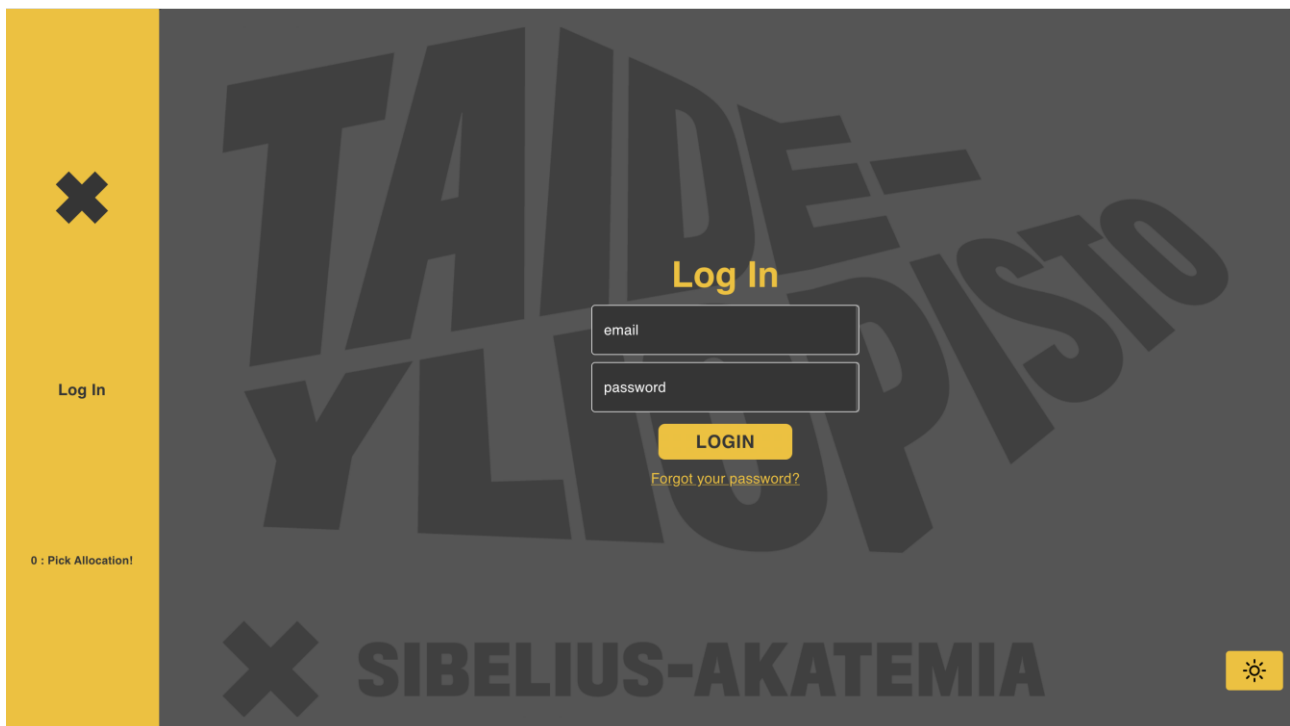 Log In
0 : Pick Allocation!
TAIDE-
YLIOPISTO
Log In
email
password
LOGIN
Forgot your password?
SIBELIUS-AKATEMIA